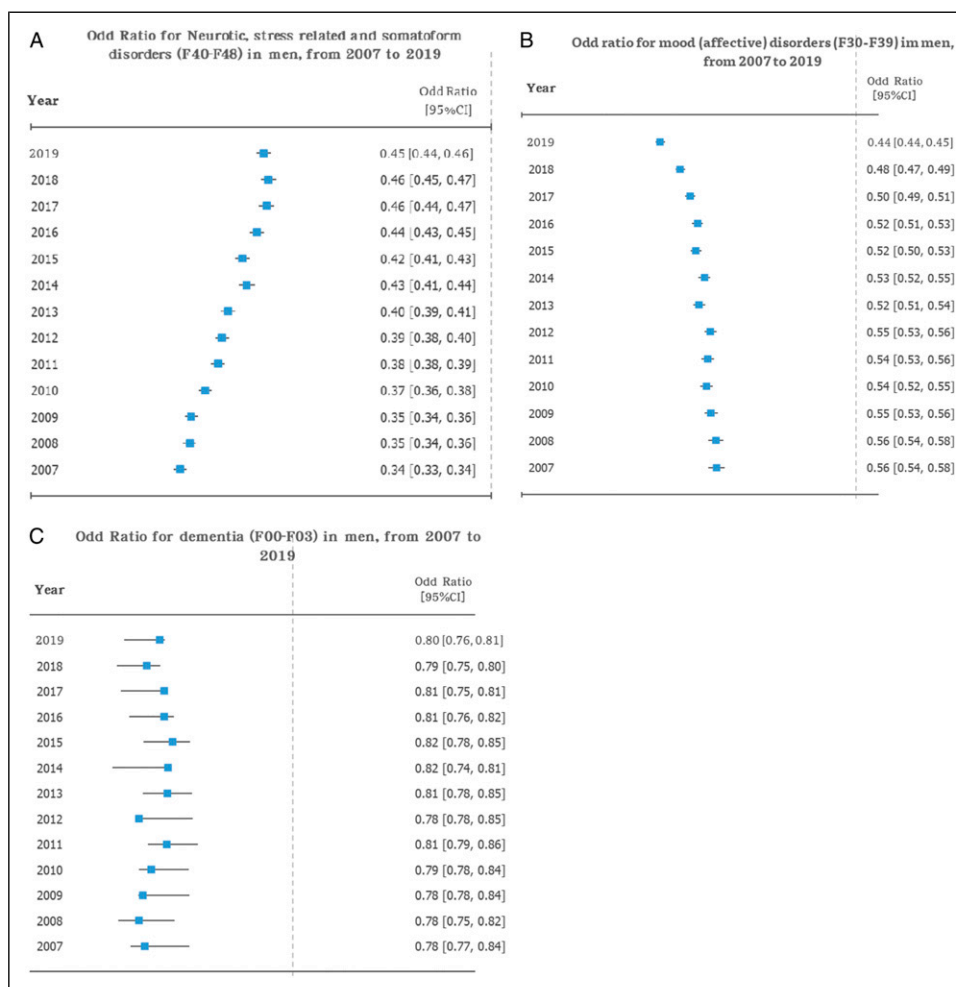 A
Odd Ratio for Neurotic, stress related and somatoform
disorders (F40-F48) in men, from 2007 to 2019
Year
Odd Ratio
[95%CI]
2019 0.45 [0.44, 0.46]
2018 0.46 [0.45, 0.47]
2017 0.46 [0.44, 0.47]
2016 0.44 [0.43, 0.45]
2015 0.42 [0.41, 0.43]
2014 0.43 [0.41, 0.44]
2013 0.40 [0.39, 0.41]
2012 0.39 [0.38, 0.40]
2011 0.38 [0.38, 0.39]
2010 0.37 [0.36, 0.38]
2009 0.35 [0.34, 0.36]
2008 0.35 [0.34, 0.36]
2007 0.34 [0.33, 0.34]
B
Odd ratio for mood (affective) disorders (F30-F39) im men,
from 2007 to 2019
Year
Odd Ratio
[95%CI]
2019 0.44 [0.44, 0.45]
2018 0.48 [0.47, 0.49]
2017 0.50 [0.49, 0.51]
2016 0.52 [0.51, 0.53]
2015 0.52 [0.50, 0.53]
2014 0.53 [0.52, 0.55]
2013 0.52 [0.51, 0.54]
2012 0.55 [0.53, 0.56]
2011 0.54 [0.53, 0.56]
2010 0.54 [0.52, 0.55]
2009 0.55 [0.53, 0.56]
2008 0.56 [0.54, 0.58]
2007 0.56 [0.54, 0.58]
C
Odd Ratio for dementia (F00-F03) in men, from 2007 to
2019
Year
Odd Ratio
[95%CI]
2019 0.80 [0.76, 0.81]
2018 0.79 [0.75, 0.80]
2017 0.81 [0.75, 0.81]
2016 0.81 [0.76, 0.82]
2015 0.82 [0.78, 0.85]
2014 0.82 [0.74, 0.81]
2013 0.81 [0.78, 0.85]
2012 0.78 [0.78, 0.85]
2011 0.81 [0.79, 0.86]
2010 0.79 [0.78, 0.84]
2009 0.78 [0.78, 0.84]
2008 0.78 [0.75, 0.82]
2007 0.78 [0.77, 0.84]